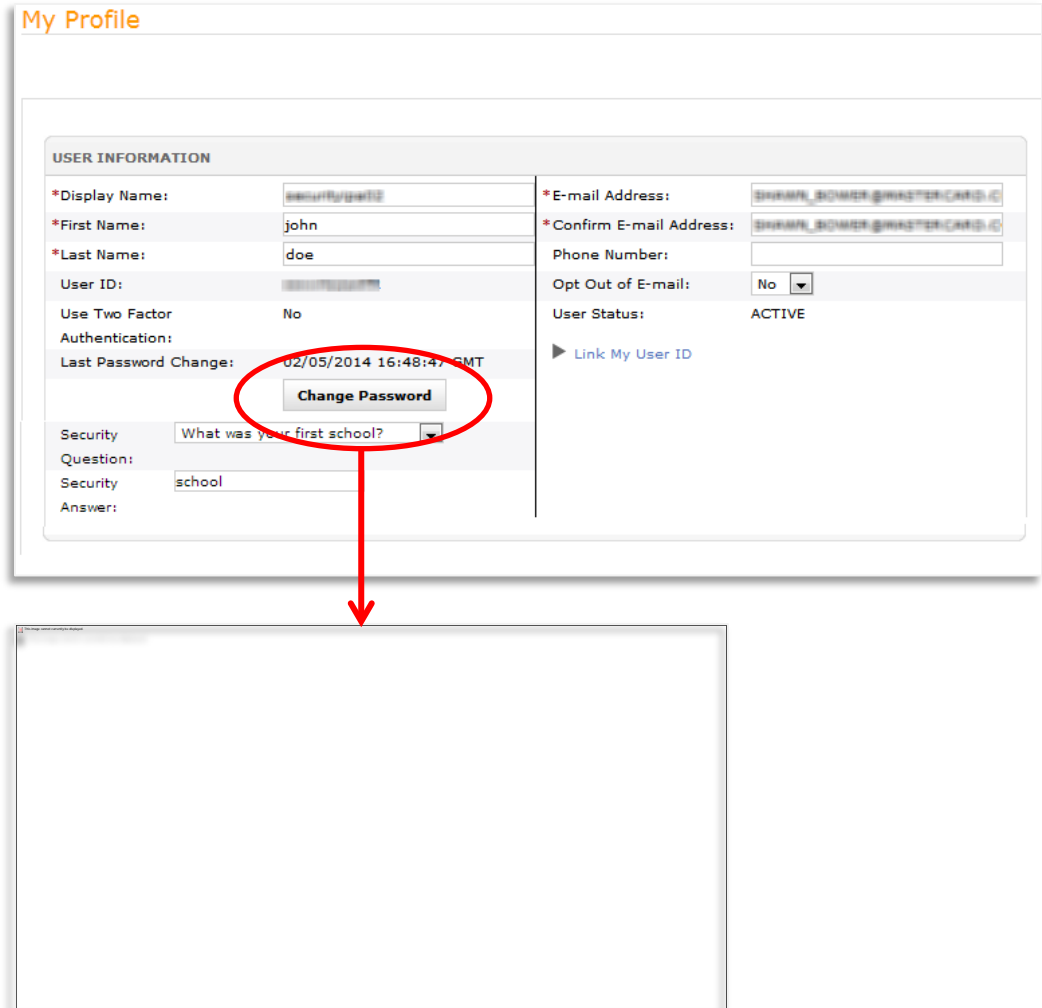 My Profile
USER INFORMATION
*Display Name:
*First Name: john
*Last Name: doe
User ID:
Use Two Factor Authentication: No
Last Password Change: 02/05/2014 16:48:47 GMT
Change Password
Security Question: What was your first school?
Security Answer: school
*E-mail Address:
*Confirm E-mail Address:
Phone Number:
Opt Out of E-mail: No
User Status: ACTIVE
Link My User ID